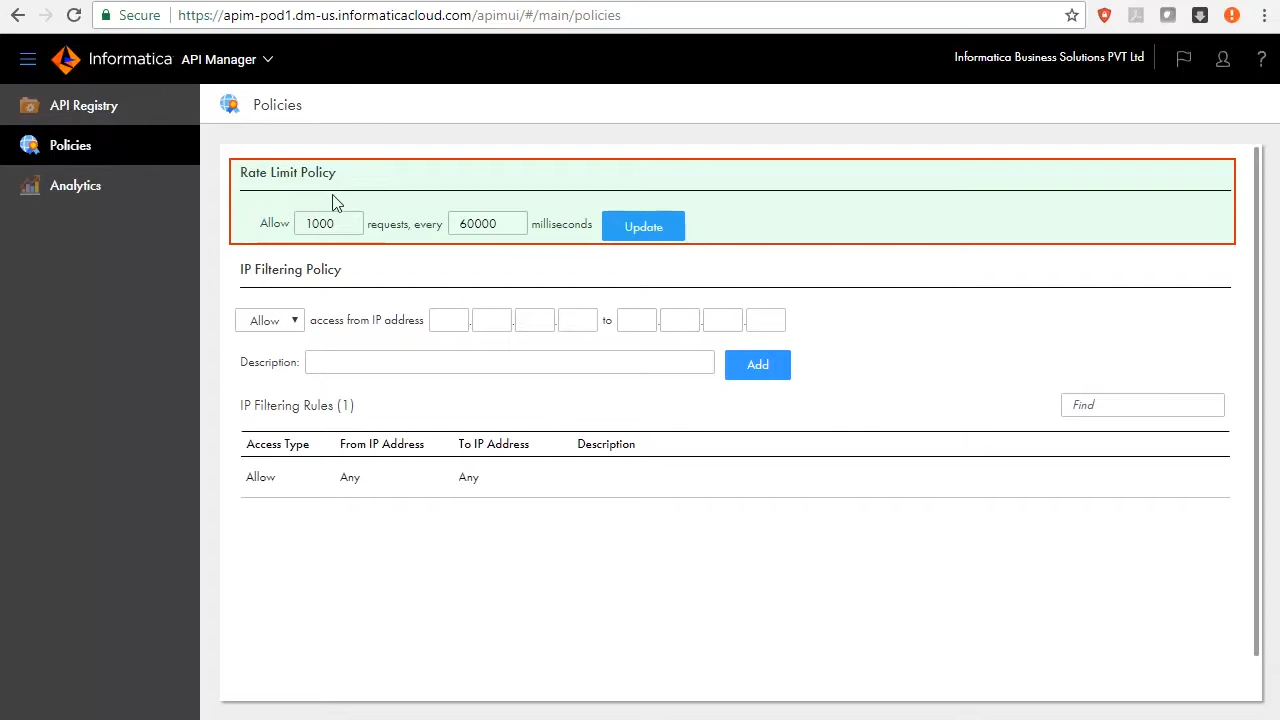 Secure https://apim-pod1.dm-us.informaticacloud.com/apimui/#/main/policies
Informatica API Manager
Informatica Business Solutions PVT Ltd ?
API Registry
Policies
Analytics
Policies
Rate Limit Policy
Allow 1000 requests, every 60000 milliseconds Update
IP Filtering Policy
Allow access from IP address . . . to . . .
Description: Add
IP Filtering Rules (1) Find
Access Type From IP Address To IP Address Description
Allow Any Any